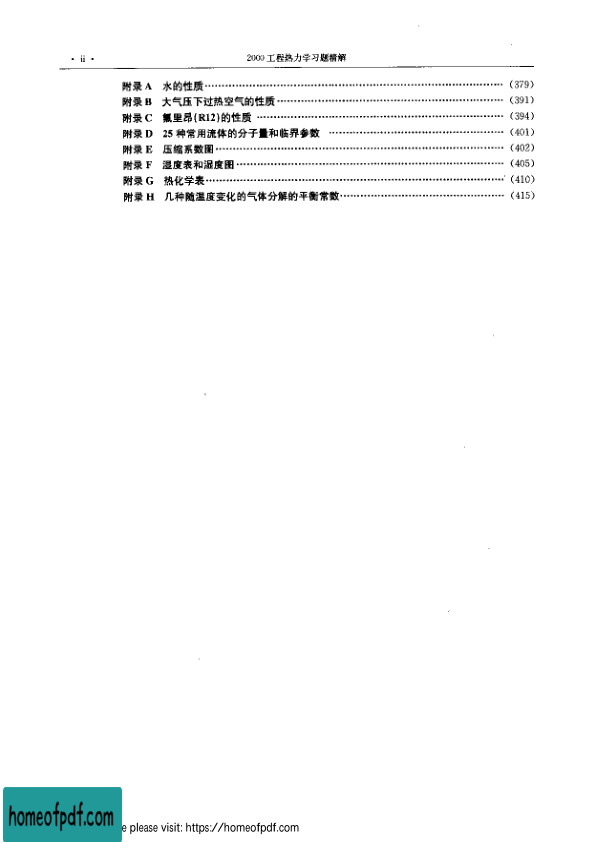 · ii ·
2000 工程热力学习题精解
附录 A 水的性质 (379)
附录 B 大气压下过热空气的性质 (391)
附录 C 氟里昂(R12)的性质 (394)
附录 D 25 种常用流体的分子量和临界参数 (401)
附录 E 压缩系数图 (402)
附录 F 湿度表和湿度图 (405)
附录 G 热化学表 (410)
附录 H 几种随温度变化的气体分解的平衡常数 (415)
homeofpdf.com
e please visit: https://homeofpdf.com